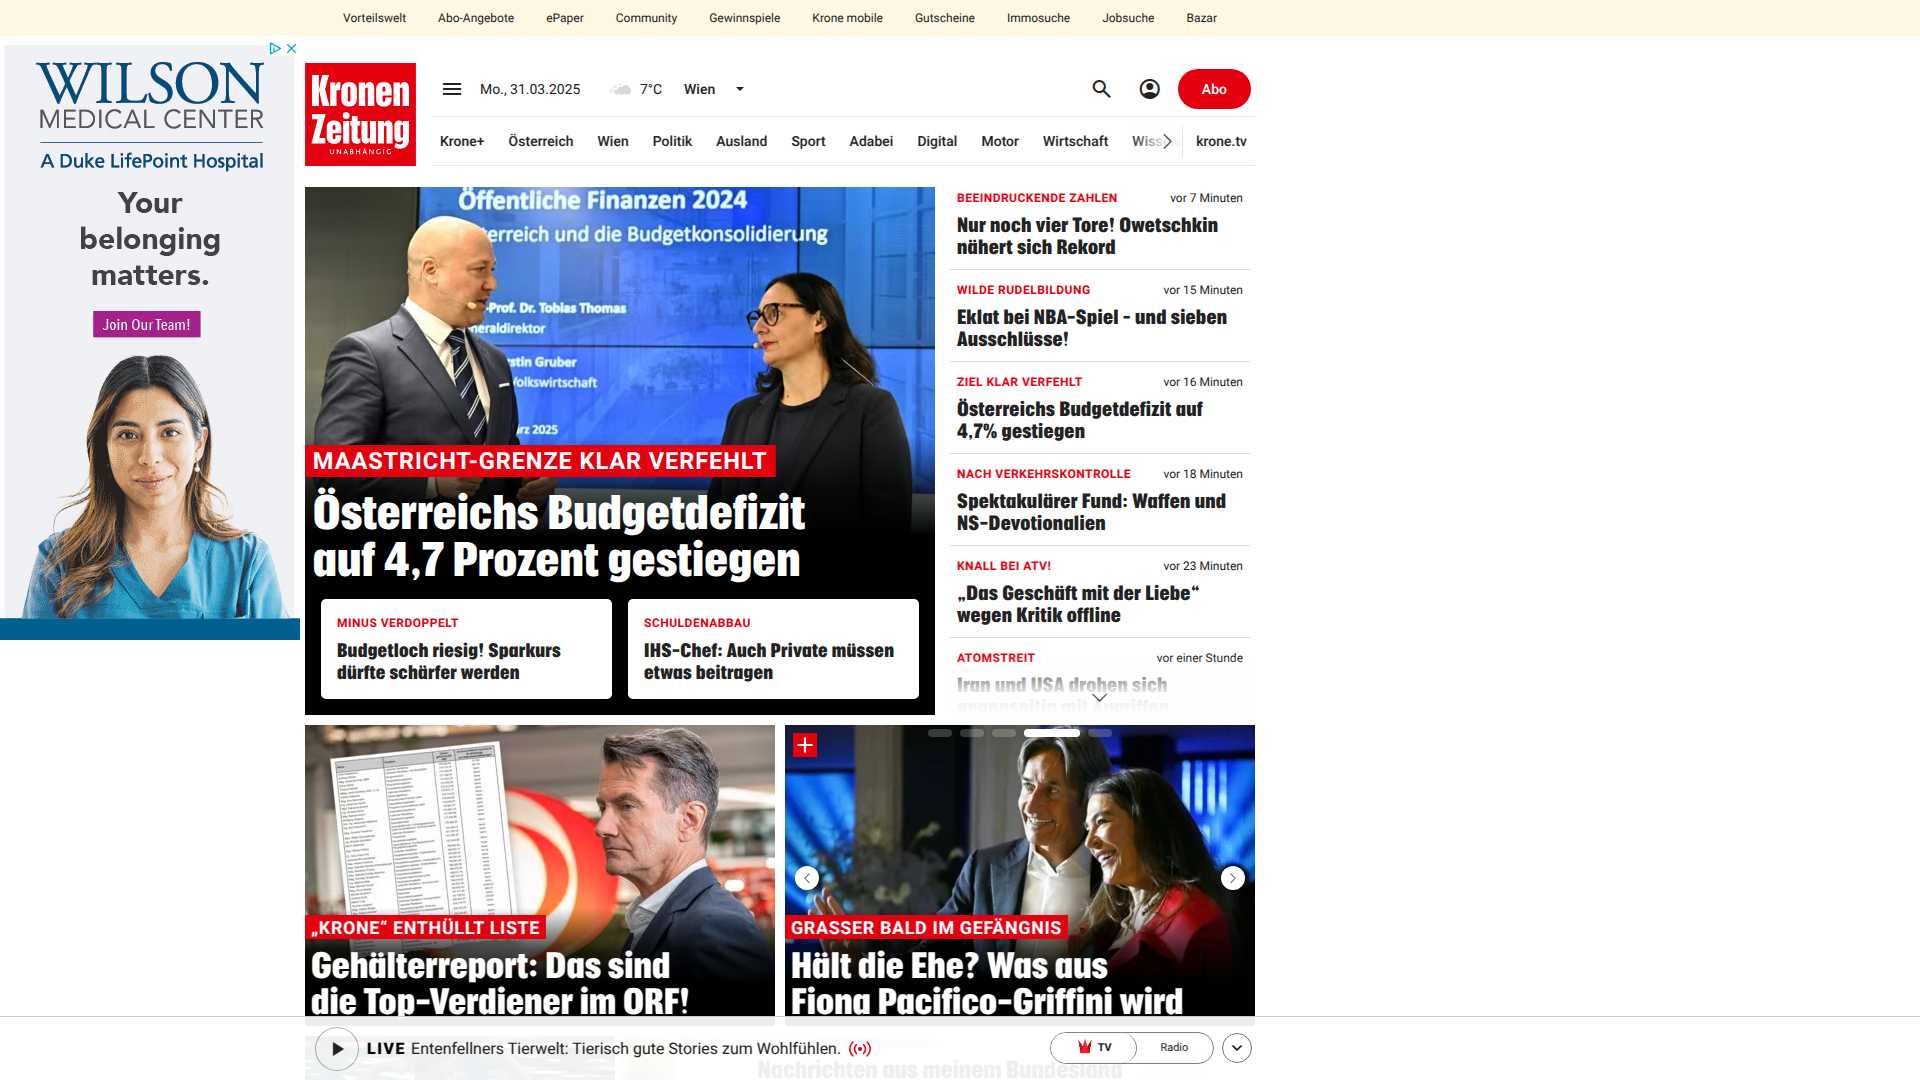 Vorteilswelt Abo-Angebote ePaper Community Gewinnspiele Krone mobile Gutscheine Immosuche Jobsuche Bazar
WILSON
MEDICAL CENTER
A Duke LifePoint Hospital
Your
belonging
matters.
Join Our Team!
Kronen
Zeitung
UNABHÄNGIG
Mo., 31.03.2025 7°C Wien
Abo
Krone+ Österreich Wien Politik Ausland Sport Adabei Digital Motor Wirtschaft Wiss krone.tv
Öffentliche Finanzen 2024
terreich und die Budgetkonsolidierung
-Prof. Dr. Tobias Thomas
neraldirektor
rstin Gruber
Volkswirtschaft
ärz 2025
MAASTRICHT-GRENZE KLAR VERFEHLT
Österreichs Budgetdefizit
auf 4,7 Prozent gestiegen
MINUS VERDOPPELT
Budgetloch riesig! Sparkurs
dürfte schärfer werden
SCHULDENABBAU
IHS-Chef: Auch Private müssen
etwas beitragen
BEEINDRUCKENDE ZAHLEN vor 7 Minuten
Nur noch vier Tore! Owetschkin
nähert sich Rekord
WILDE RUDELBILDUNG vor 15 Minuten
Eklat bei NBA-Spiel – und sieben
Ausschlüsse!
ZIEL KLAR VERFEHLT vor 16 Minuten
Österreichs Budgetdefizit auf
4,7% gestiegen
NACH VERKEHRSKONTROLLE vor 18 Minuten
Spektakulärer Fund: Waffen und
NS-Devotionalien
KNALL BEI ATV! vor 23 Minuten
„Das Geschäft mit der Liebe“
wegen Kritik offline
ATOMSTREIT vor einer Stunde
Iran und USA drohen sich
gegenseitig mit Angriffen
„KRONE“ ENTHÜLLT LISTE
Gehälterreport: Das sind
die Top-Verdiener im ORF!
GRASSER BALD IM GEFÄNGNIS
Hält die Ehe? Was aus
Fiona Pacifico-Griffini wird
LIVE Entenfellners Tierwelt: Tierisch gute Stories zum Wohlfühlen.
TV Radio
Nachrichten aus meinem Bundesland